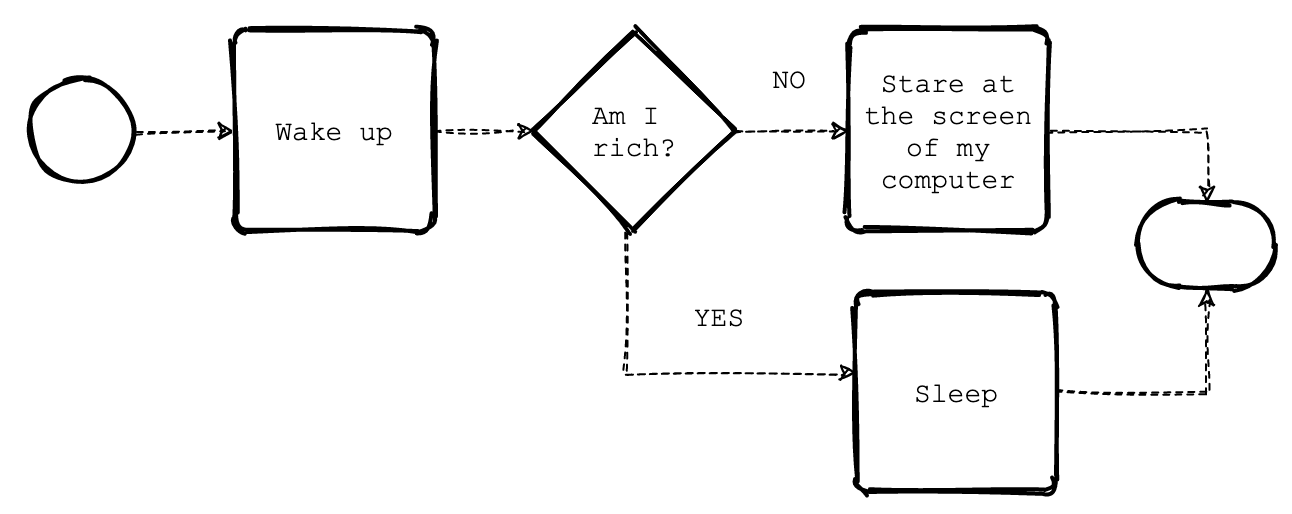 Wake up
Am I
rich?
NO
Stare at
the screen
of my
computer
YES
Sleep